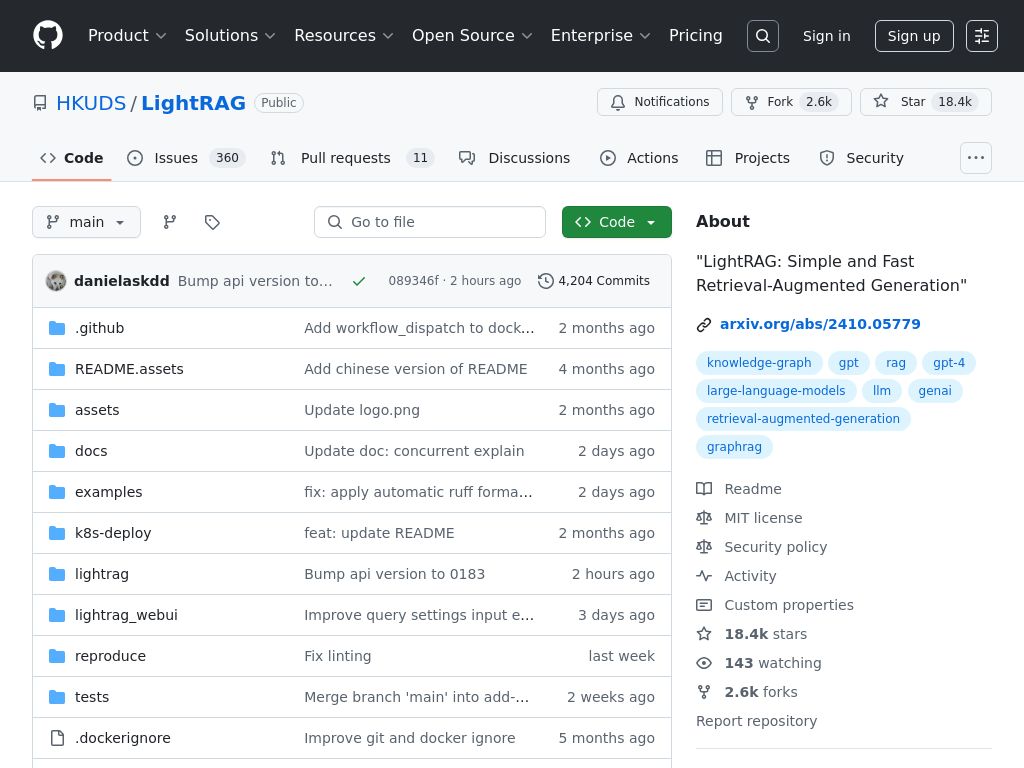 Product Solutions Resources Open Source Enterprise Pricing Sign in Sign up
HKUDS / LightRAG Public Notifications Fork 2.6k Star 18.4k
Code Issues 360 Pull requests 11 Discussions Actions Projects Security
main Go to file Code
danielaskdd Bump api version to… 089346f · 2 hours ago 4,204 Commits
.github Add workflow_dispatch to dock… 2 months ago
README.assets Add chinese version of README 4 months ago
assets Update logo.png 2 months ago
docs Update doc: concurrent explain 2 days ago
examples fix: apply automatic ruff forma… 2 days ago
k8s-deploy feat: update README 2 months ago
lightrag Bump api version to 0183 2 hours ago
lightrag_webui Improve query settings input e… 3 days ago
reproduce Fix linting last week
tests Merge branch 'main' into add-… 2 weeks ago
.dockerignore Improve git and docker ignore 5 months ago
About
"LightRAG: Simple and Fast
Retrieval-Augmented Generation"
arxiv.org/abs/2410.05779
knowledge-graph gpt rag gpt-4
large-language-models llm genai
retrieval-augmented-generation
graphrag
Readme
MIT license
Security policy
Activity
Custom properties
18.4k stars
143 watching
2.6k forks
Report repository